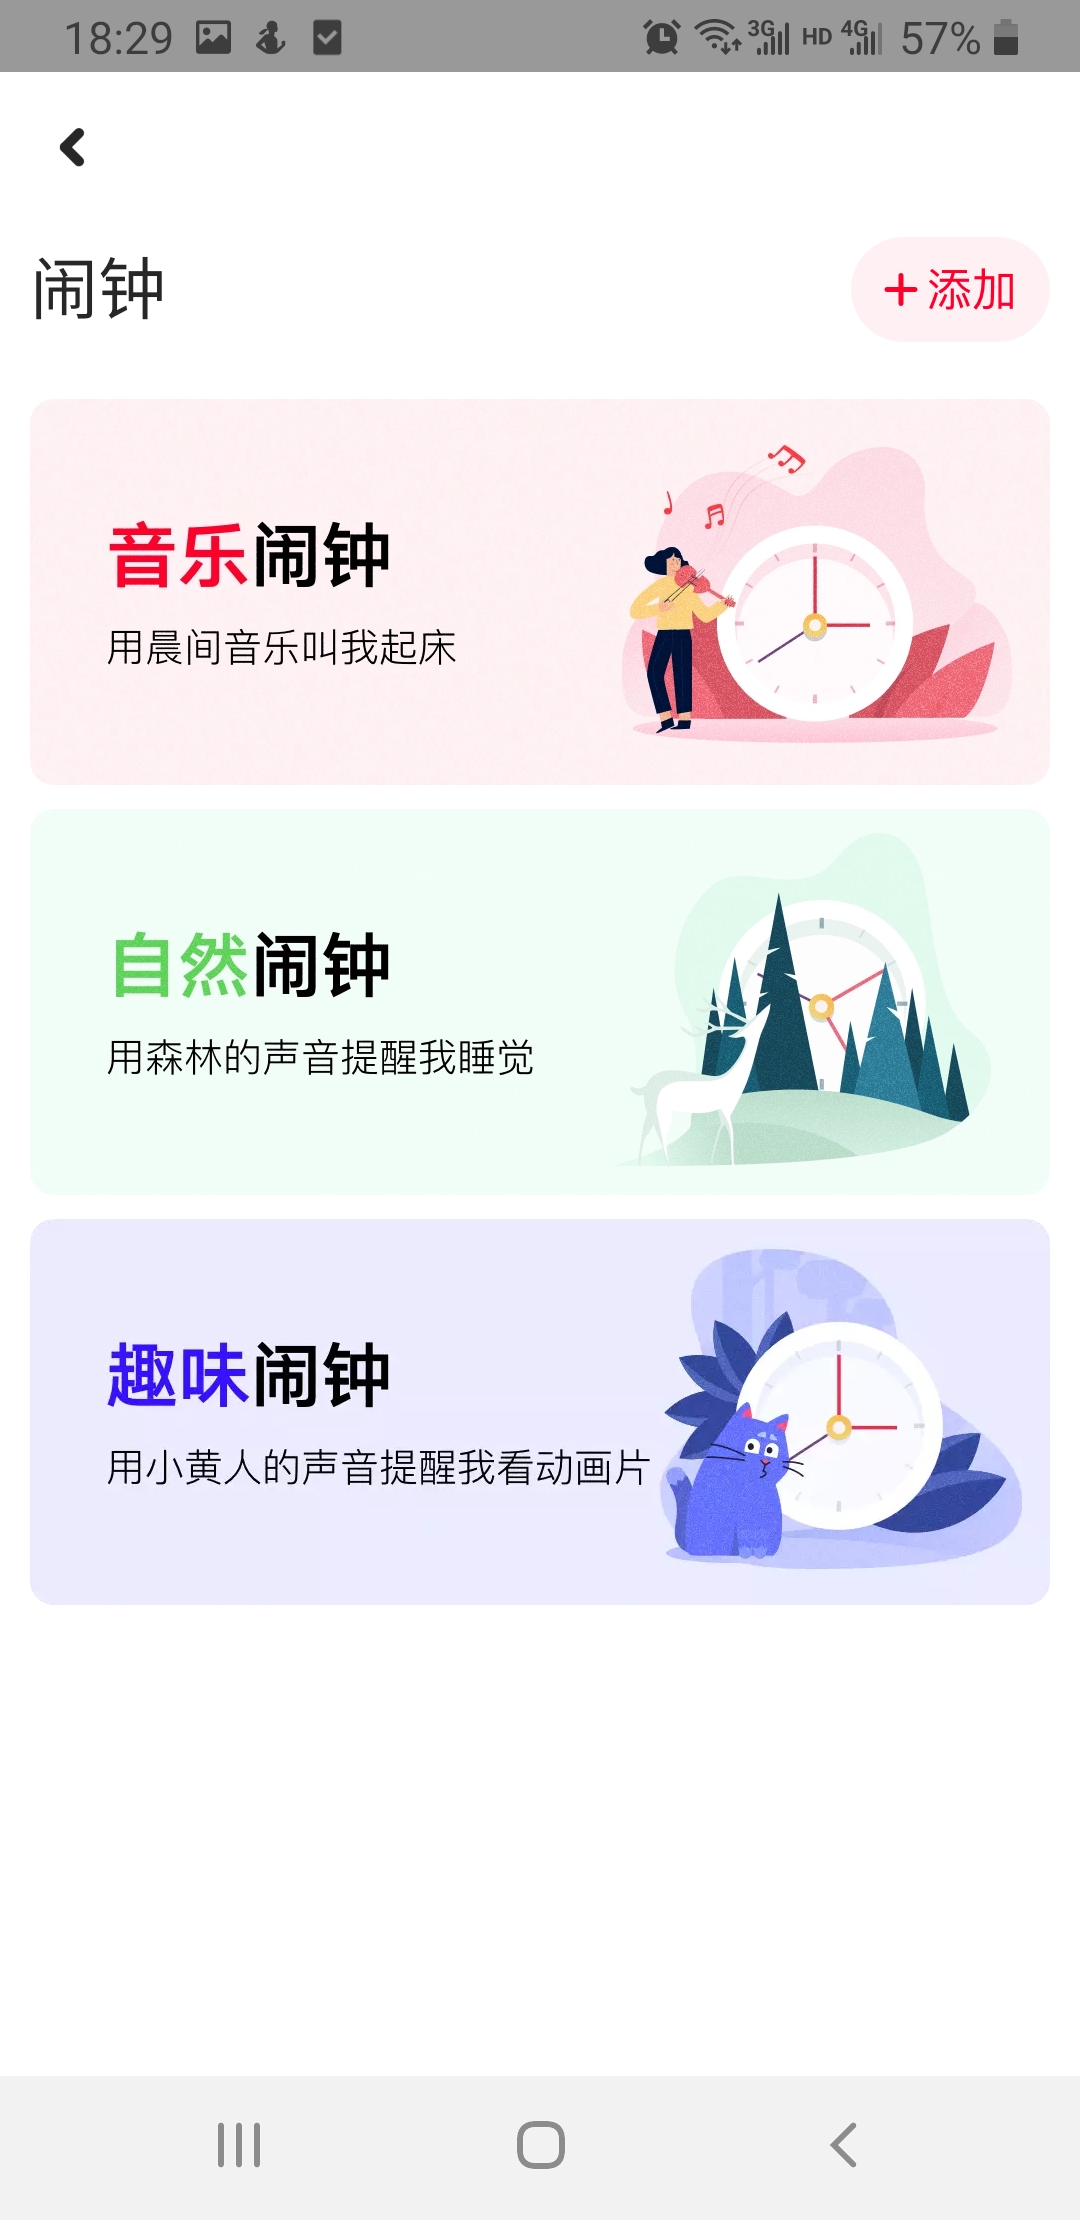 18:29 3G HD 4G 57%
闹钟
+添加
音乐闹钟
用晨间音乐叫我起床
自然闹钟
用森林的声音提醒我睡觉
趣味闹钟
用小黄人的声音提醒我看动画片